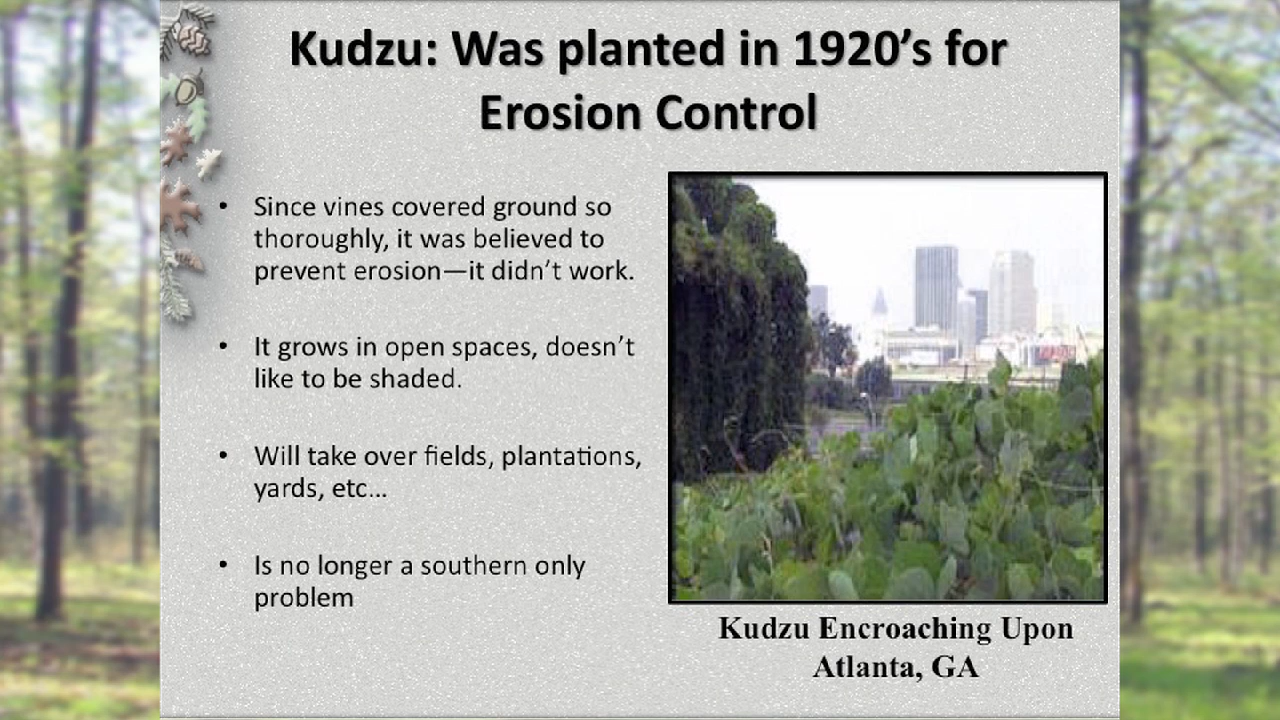 Kudzu: Was planted in 1920’s for
Erosion Control
• Since vines covered ground so
thoroughly, it was believed to
prevent erosion—it didn’t work.
• It grows in open spaces, doesn’t
like to be shaded.
• Will take over fields, plantations,
yards, etc…
• Is no longer a southern only
problem
Kudzu Encroaching Upon
Atlanta, GA